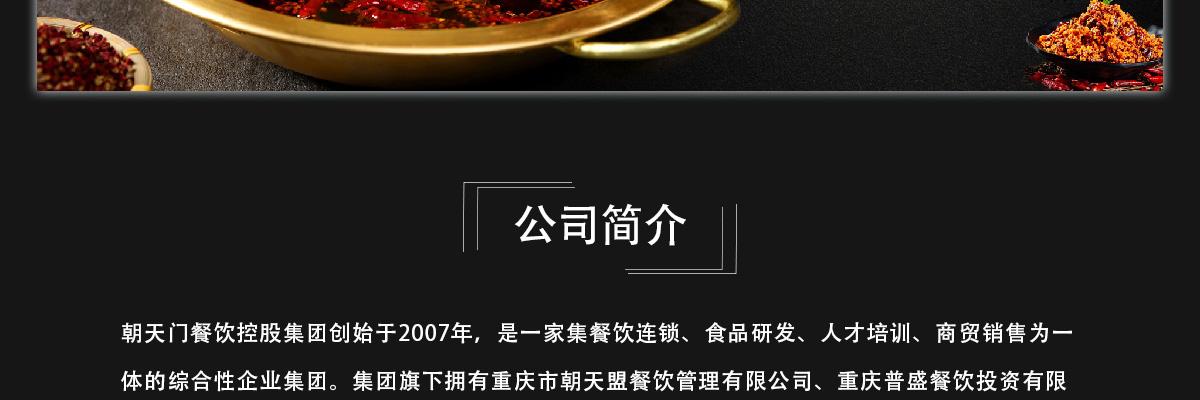 公司简介
朝天门餐饮控股集团创始于2007年，是一家集餐饮连锁、食品研发、人才培训、商贸销售为一
体的综合性企业集团。集团旗下拥有重庆市朝天盟餐饮管理有限公司、重庆普盛餐饮投资有限